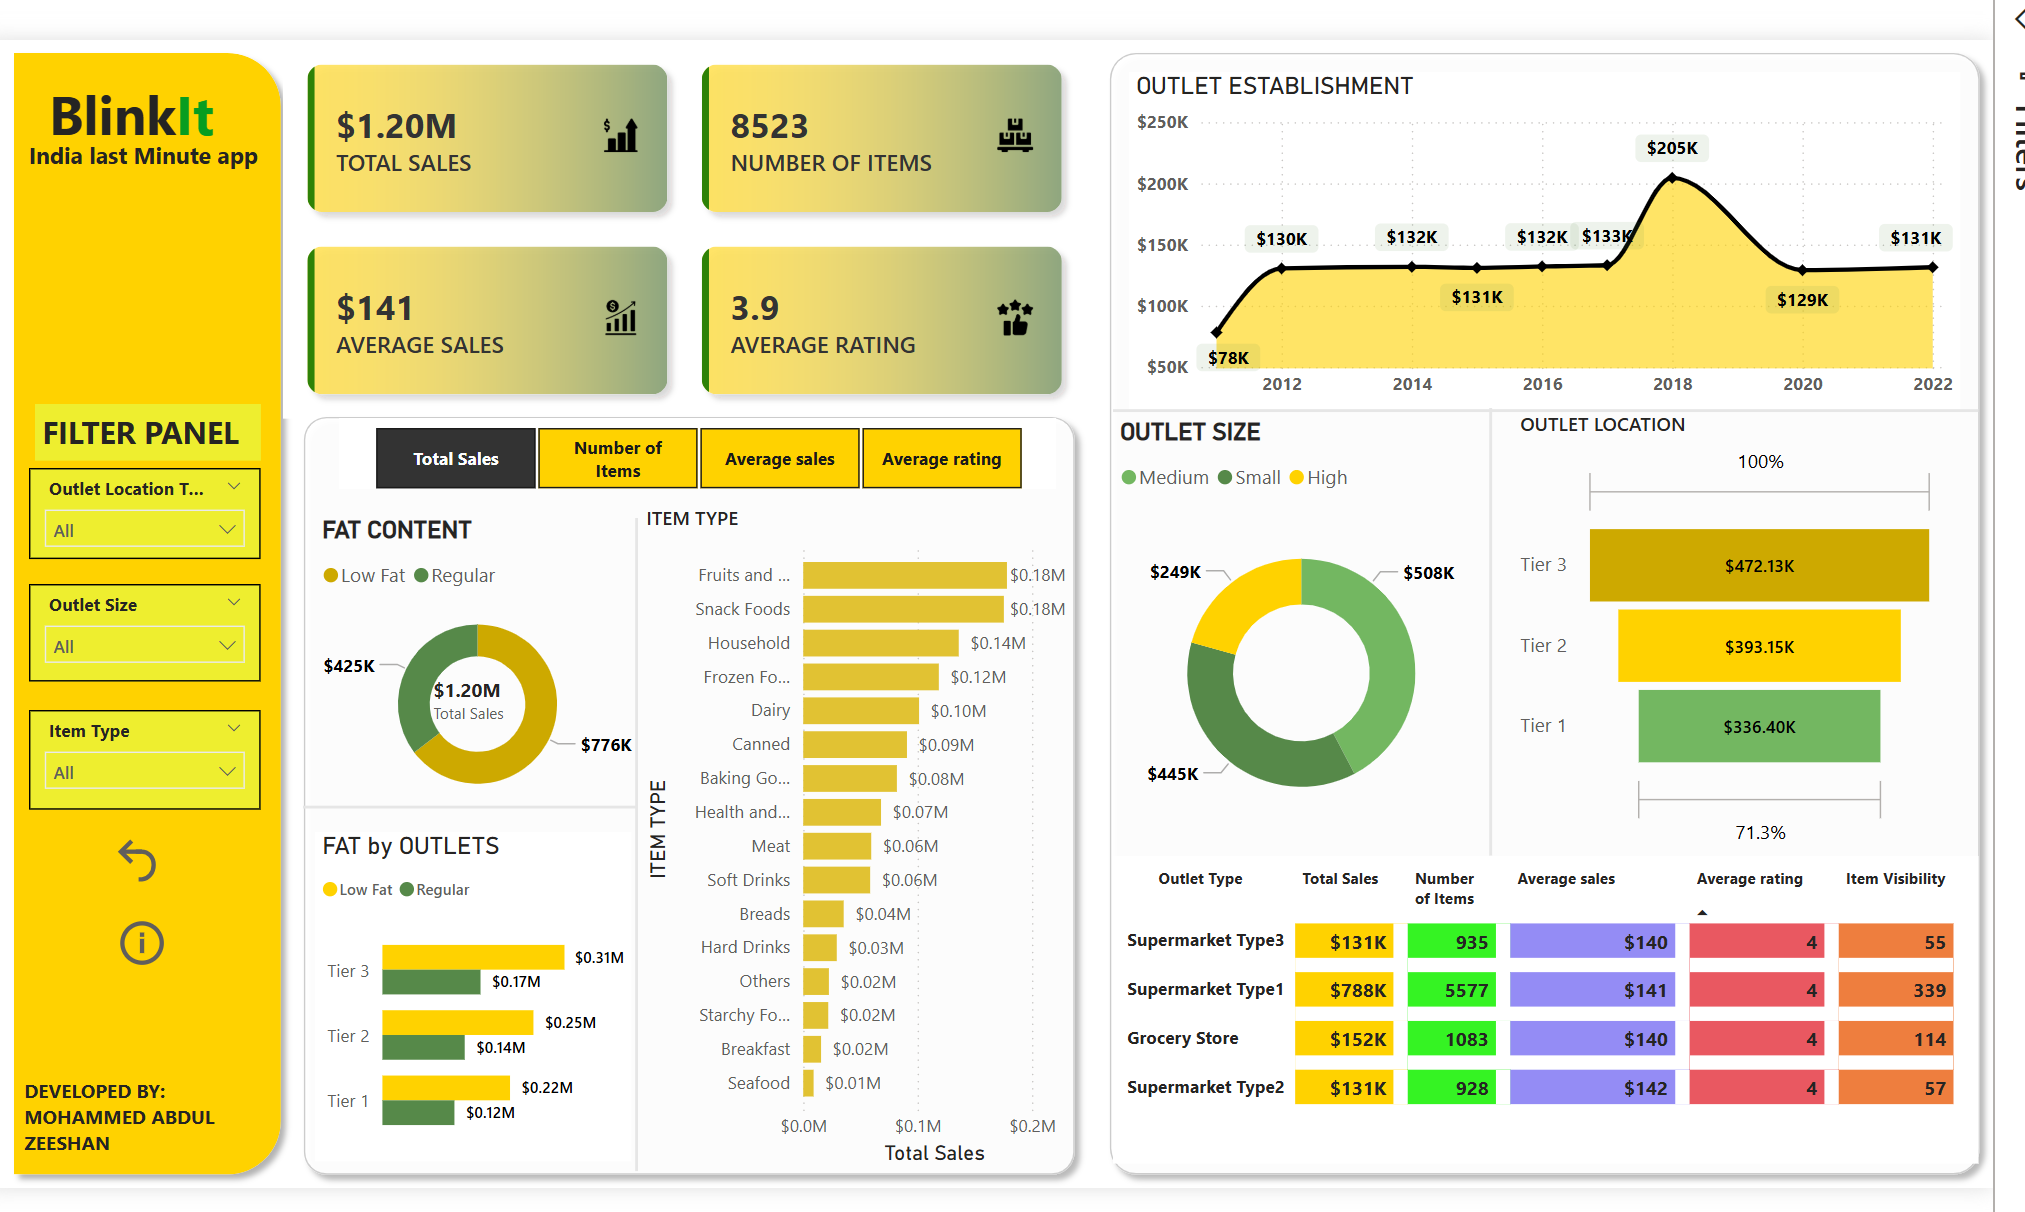 BlinkIt
India last Minute app
FILTER PANEL
Outlet Location T...
All
Outlet Size
All
Item Type
All
DEVELOPED BY:
MOHAMMED ABDUL
ZEESHAN
$1.20M
TOTAL SALES
8523
NUMBER OF ITEMS
$141
AVERAGE SALES
3.9
AVERAGE RATING
Total Sales
Number of
Items
Average sales
Average rating
FAT CONTENT
Low Fat Regular
$425K
$1.20M
Total Sales
$776K
FAT by OUTLETS
Low Fat Regular
Tier 3 $0.31M
$0.17M
Tier 2 $0.25M
$0.14M
Tier 1 $0.22M
$0.12M
ITEM TYPE
ITEM TYPE
Fruits and ... $0.18M
Snack Foods $0.18M
Household $0.14M
Frozen Fo... $0.12M
Dairy $0.10M
Canned $0.09M
Baking Go... $0.08M
Health and... $0.07M
Meat $0.06M
Soft Drinks $0.06M
Breads $0.04M
Hard Drinks $0.03M
Others $0.02M
Starchy Fo... $0.02M
Breakfast $0.02M
Seafood $0.01M
$0.0M $0.1M $0.2M
Total Sales
OUTLET ESTABLISHMENT
$250K
$200K
$150K
$100K
$50K
$78K
$130K
$132K
$131K
$132K
$133K
$205K
$129K
$131K
2012 2014 2016 2018 2020 2022
OUTLET SIZE
Medium Small High
$249K
$508K
$445K
OUTLET LOCATION
100%
Tier 3 $472.13K
Tier 2 $393.15K
Tier 1 $336.40K
71.3%
Outlet Type Total Sales Number of Items Average sales Average rating Item Visibility
Supermarket Type3 $131K 935 $140 4 55
Supermarket Type1 $788K 5577 $141 4 339
Grocery Store $152K 1083 $140 4 114
Supermarket Type2 $131K 928 $142 4 57